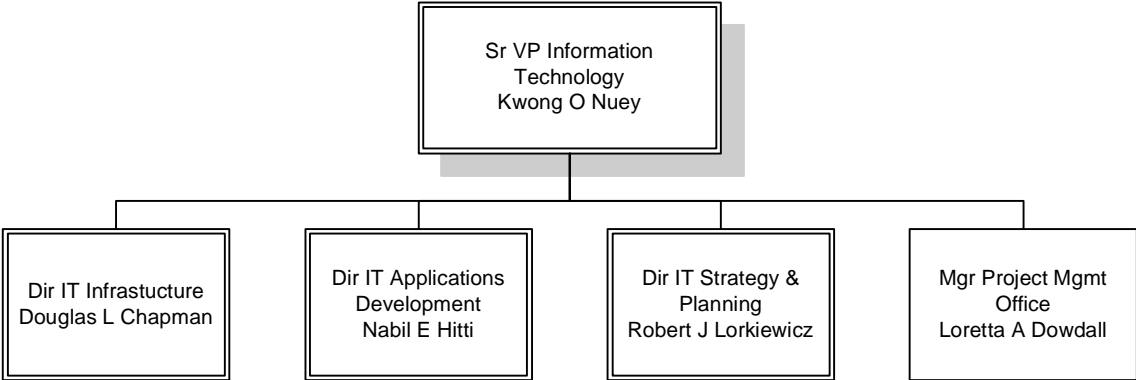 Sr VP Information
Technology
Kwong O Nuey
Dir IT Infrastucture
Douglas L Chapman
Dir IT Applications
Development
Nabil E Hitti
Dir IT Strategy &
Planning
Robert J Lorkiewicz
Mgr Project Mgmt
Office
Loretta A Dowdall